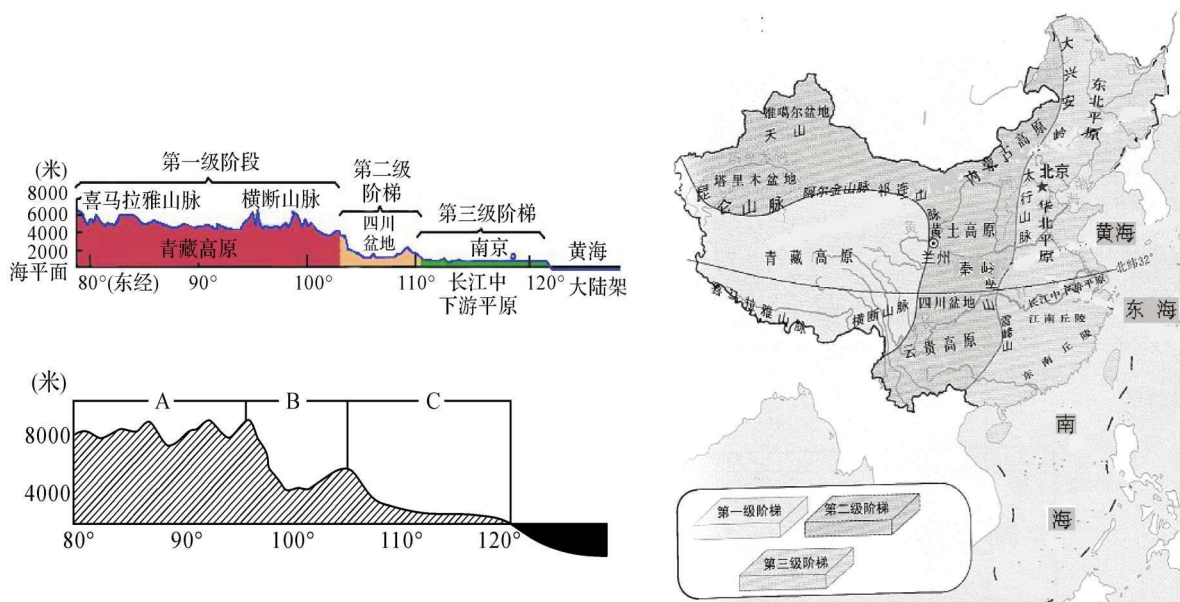 (米)
第一级阶段
第二级
阶梯
第三级阶梯
8000
6000
4000
2000
海平面
喜马拉雅山脉
横断山脉
四川
盆地
青藏高原
南京
黄海
80°(东经)
90°
100°
110°
长江中
下游平原
120°
大陆架
(米)
A
B
C
8000
4000
80°
90°
100°
110°
120°
大兴安岭
东北平原
准噶尔盆地
天山
内蒙古高原
塔里木盆地
昆仑山脉
阿尔金山脉
祁连山脉
北京
太行山脉
华北平原
黄土高原
兰州
黄海
青藏高原
秦岭
巫山
北纬32°
四川盆地
长江中下游平原
东海
喜马拉雅山脉
横断山脉
雪峰山
江南丘陵
云贵高原
东南丘陵
南海
第一级阶梯
第二级阶梯
第三级阶梯